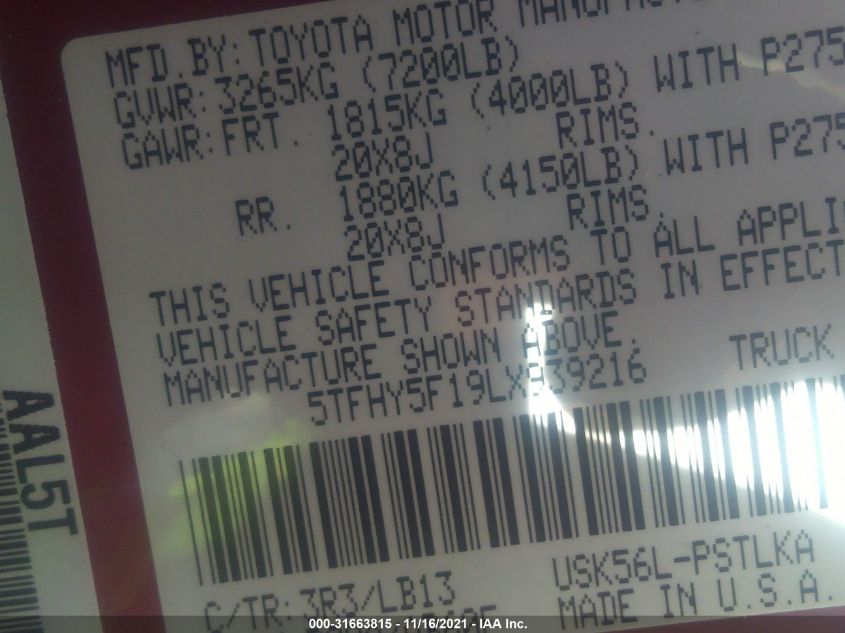 MFD.BY: TOYOTA MOTOR
GVWR: 3265KG (7200LB)
GAWR: FRT. 1815KG (4000LB) WITH P275
20X8J RIMS.
RR. 1880KG (4150LB) WITH P275
20X8J RIMS.
THIS VEHICLE CONFORMS TO ALL
VEHICLE SAFETY STANDARDS IN EFFECT
MANUFACTURE SHOWN ABOVE.
5TFHY5F19LX939216 TRUCK
C/TR: 3R3/LB13 USK56L-PSTLKA
MADE IN U.S.A.
AAL5T
000-31663815 - 11/16/2021 - IAA Inc.